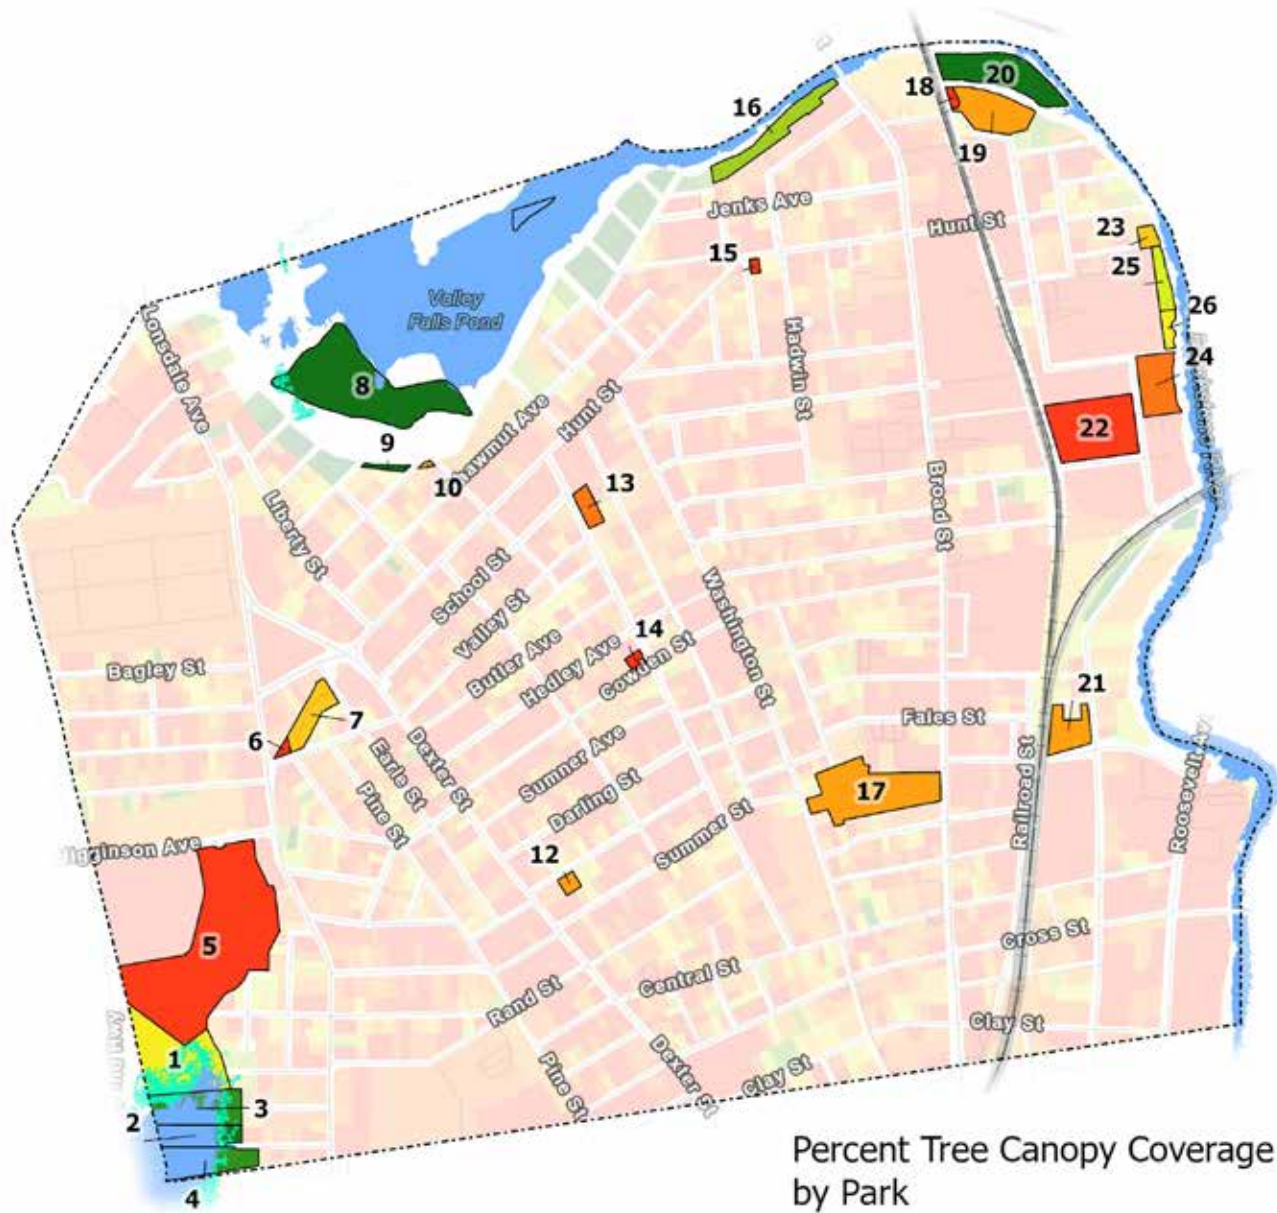 20
18
16
19
Jenks Ave
Hunt St
23
15
25
26
Valley
Falls Pond
Lonsdale Ave
Hadwin St
24
8
22
Hunt St
9
10
13
Broad St
Liberty St
School St
Valley St
Washington St
14
Butler Ave
Hedley Ave
Cowden St
Bagley St
21
7
6
Fales St
Earle St
Dexter St
Sumner Ave
Roosevelt Ave
Railroad St
Pine St
Darling St
17
Summer St
Higginson Ave
12
5
Cross St
Central St
Rand St
Clay St
1
Pine St
Dexter St
Clay St
2
3
4
Percent Tree Canopy Coverage
by Park